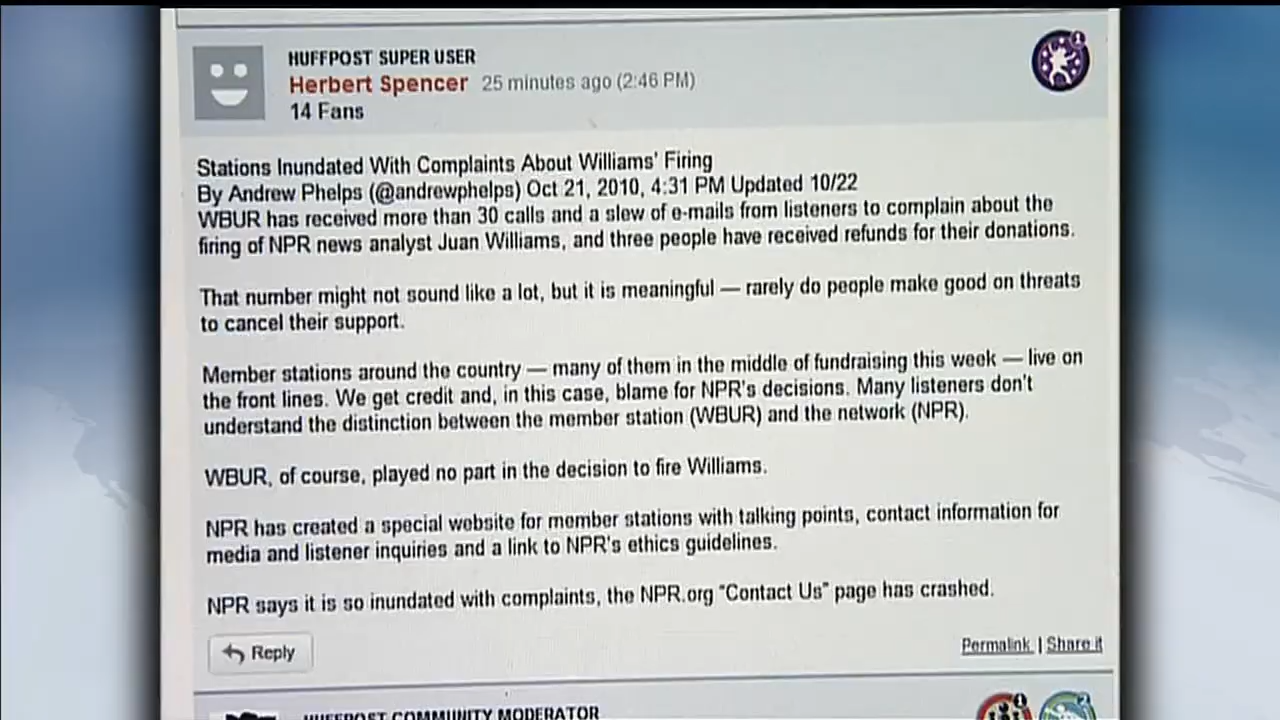 HUFFPOST SUPER USER
Herbert Spencer 25 minutes ago (2:46 PM)
14 Fans
1
Stations Inundated With Complaints About Williams' Firing
By Andrew Phelps (@andrewphelps) Oct 21, 2010, 4:31 PM Updated 10/22
WBUR has received more than 30 calls and a slew of e-mails from listeners to complain about the
firing of NPR news analyst Juan Williams, and three people have received refunds for their donations.
That number might not sound like a lot, but it is meaningful — rarely do people make good on threats
to cancel their support.
Member stations around the country — many of them in the middle of fundraising this week — live on
the front lines. We get credit and, in this case, blame for NPR's decisions. Many listeners don't
understand the distinction between the member station (WBUR) and the network (NPR).
WBUR, of course, played no part in the decision to fire Williams.
NPR has created a special website for member stations with talking points, contact information for
media and listener inquiries and a link to NPR's ethics guidelines.
NPR says it is so inundated with complaints, the NPR.org “Contact Us” page has crashed.
Reply
Permalink | Share it
HUFFPOST COMMUNITY MODERATOR
1
2